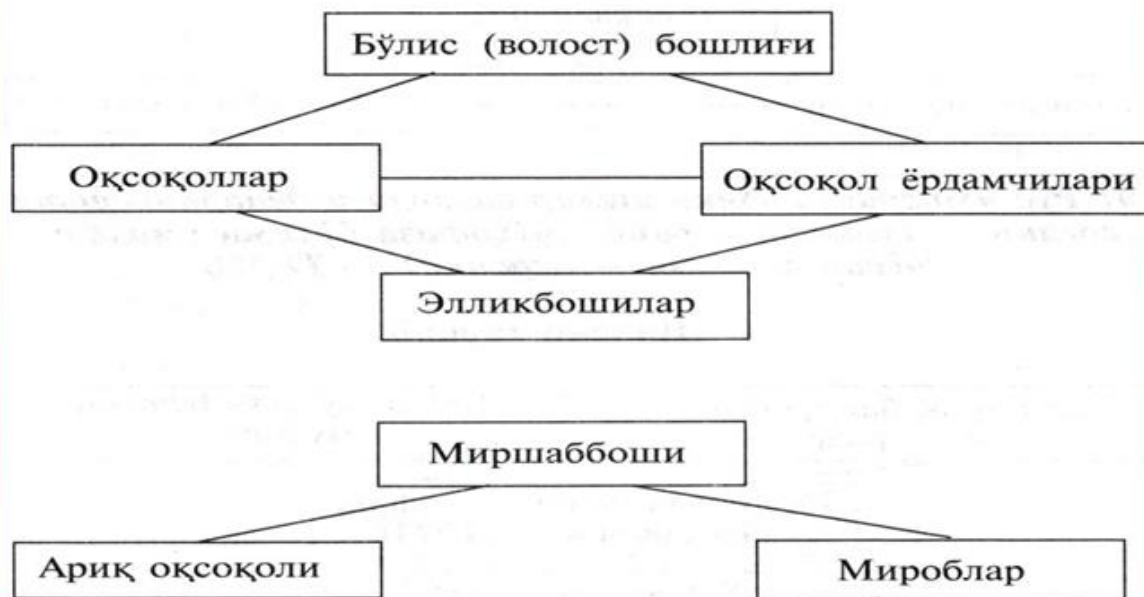 Бўлис (волост) бошлиғи
Оқсоқоллар
Оқсоқол ёрдамчилари
Элликбошилар
Миршаббоши
Ариқ оқсоқоли
Мироблар